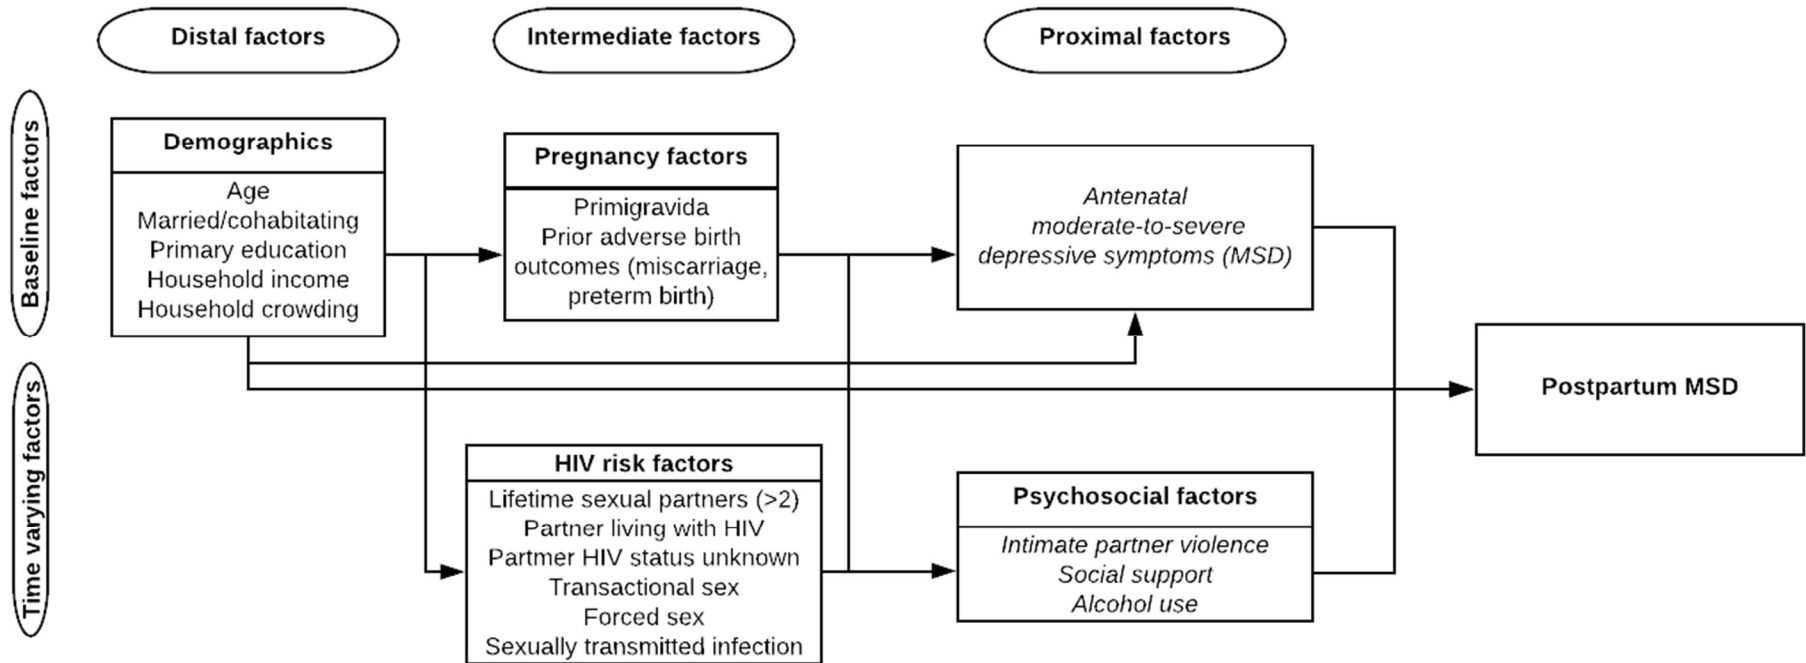 Distal factors
Intermediate factors
Proximal factors
Baseline factors
Demographics
Age
Married/cohabitating
Primary education
Household income
Household crowding
Pregnancy factors
Primigravida
Prior adverse birth
outcomes (miscarriage,
preterm birth)
Antenatal
moderate-to-severe
depressive symptoms (MSD)
Postpartum MSD
Time varying factors
HIV risk factors
Lifetime sexual partners (>2)
Partner living with HIV
Partmer HIV status unknown
Transactional sex
Forced sex
Sexually transmitted infection
Psychosocial factors
Intimate partner violence
Social support
Alcohol use